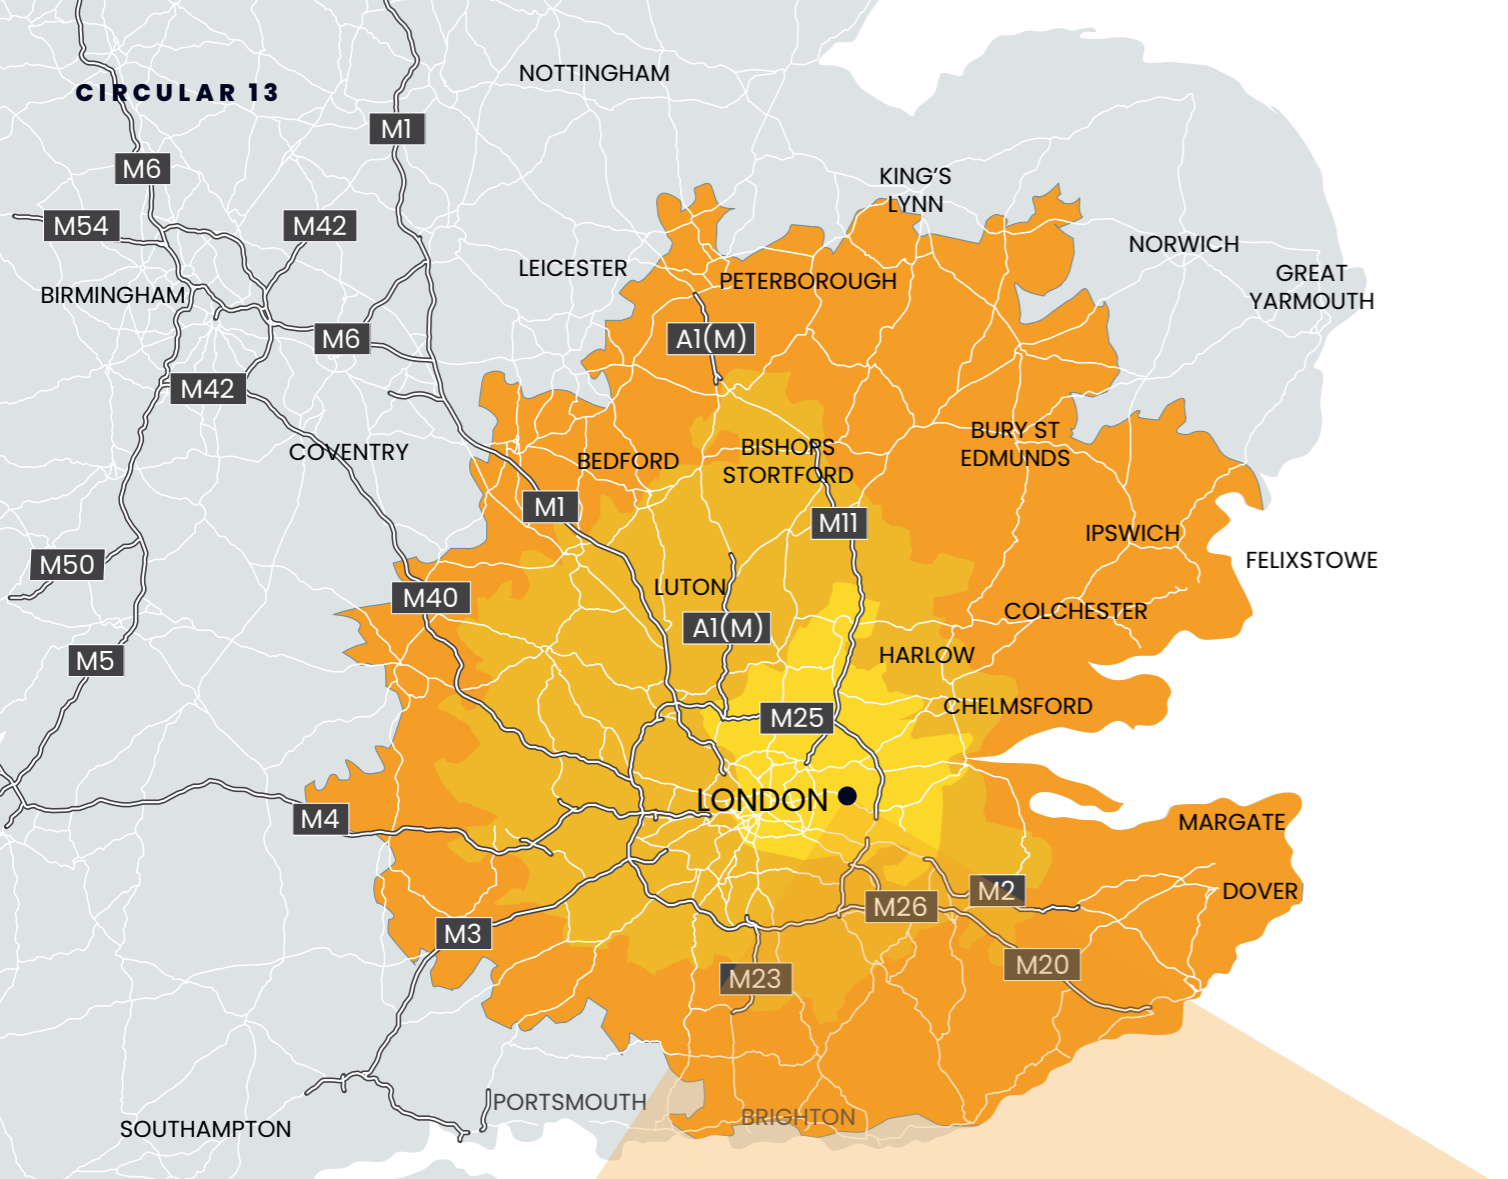 NOTTINGHAM
CIRCULAR 13
M1
M6
KING'S
LYNN
M54
M42
NORWICH
LEICESTER
GREAT
YARMOUTH
PETERBOROUGH
BIRMINGHAM
M6
A1(M)
M42
BURY ST
EDMUNDS
COVENTRY
BEDFORD
BISHOPS
STORTFORD
M1
M11
IPSWICH
FELIXSTOWE
M50
LUTON
M40
COLCHESTER
A1(M)
HARLOW
M5
CHELMSFORD
M25
LONDON
M4
MARGATE
M2
DOVER
M26
M3
M20
M23
PORTSMOUTH
BRIGHTON
SOUTHAMPTON